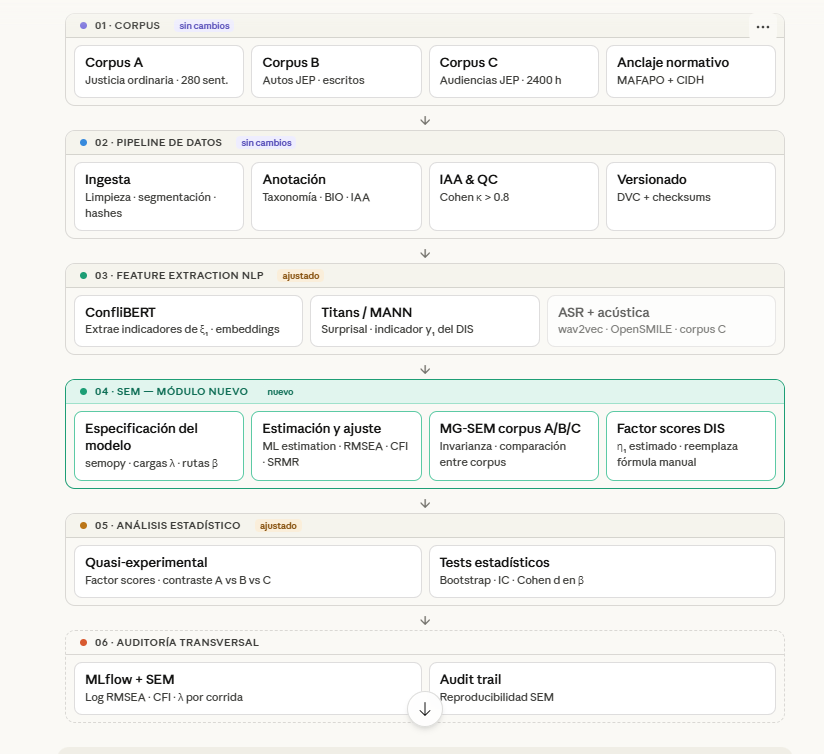 01 · CORPUS sin cambios
Corpus A
Justicia ordinaria · 280 sent.
Corpus B
Autos JEP · escritos
Corpus C
Audiencias JEP · 2400 h
Anclaje normativo
MAFAPO + CIDH
02 · PIPELINE DE DATOS sin cambios
Ingesta
Limpieza · segmentación ·
hashes
Anotación
Taxonomía · BIO · IAA
IAA & QC
Cohen κ > 0.8
Versionado
DVC + checksums
03 · FEATURE EXTRACTION NLP ajustado
ConfliBERT
Extrae indicadores de ξ₁ · embeddings
Titans / MANN
Surprisal · indicador y₁ del DIS
ASR + acústica
wav2vec · OpenSMILE · corpus C
04 · SEM — MÓDULO NUEVO nuevo
Especificación del
modelo
semopy · cargas λ · rutas β
Estimación y ajuste
ML estimation · RMSEA · CFI
· SRMR
MG-SEM corpus A/B/C
Invarianza · comparación
entre corpus
Factor scores DIS
η₁ estimado · reemplaza
fórmula manual
05 · ANÁLISIS ESTADÍSTICO ajustado
Quasi-experimental
Factor scores · contraste A vs B vs C
Tests estadísticos
Bootstrap · IC · Cohen d en β
06 · AUDITORÍA TRANSVERSAL
MLflow + SEM
Log RMSEA · CFI · λ por corrida
Audit trail
Reproducibilidad SEM